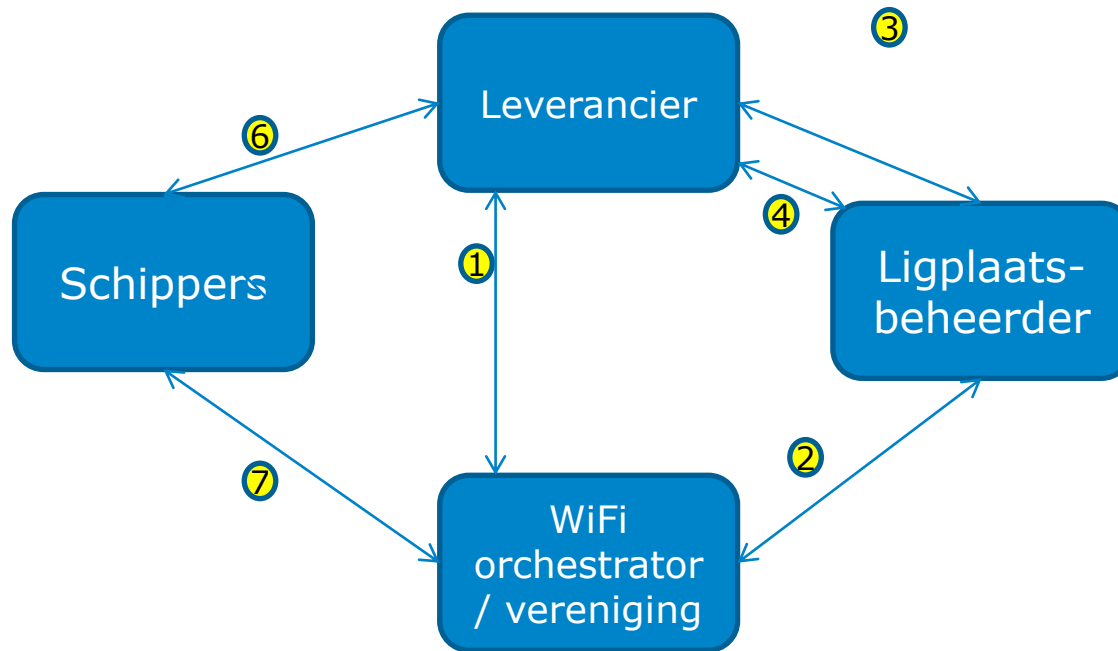 3
Leverancier
6
4
1
Schippers
Ligplaats-
beheerder
2
7
WiFi
orchestrator
/ vereniging